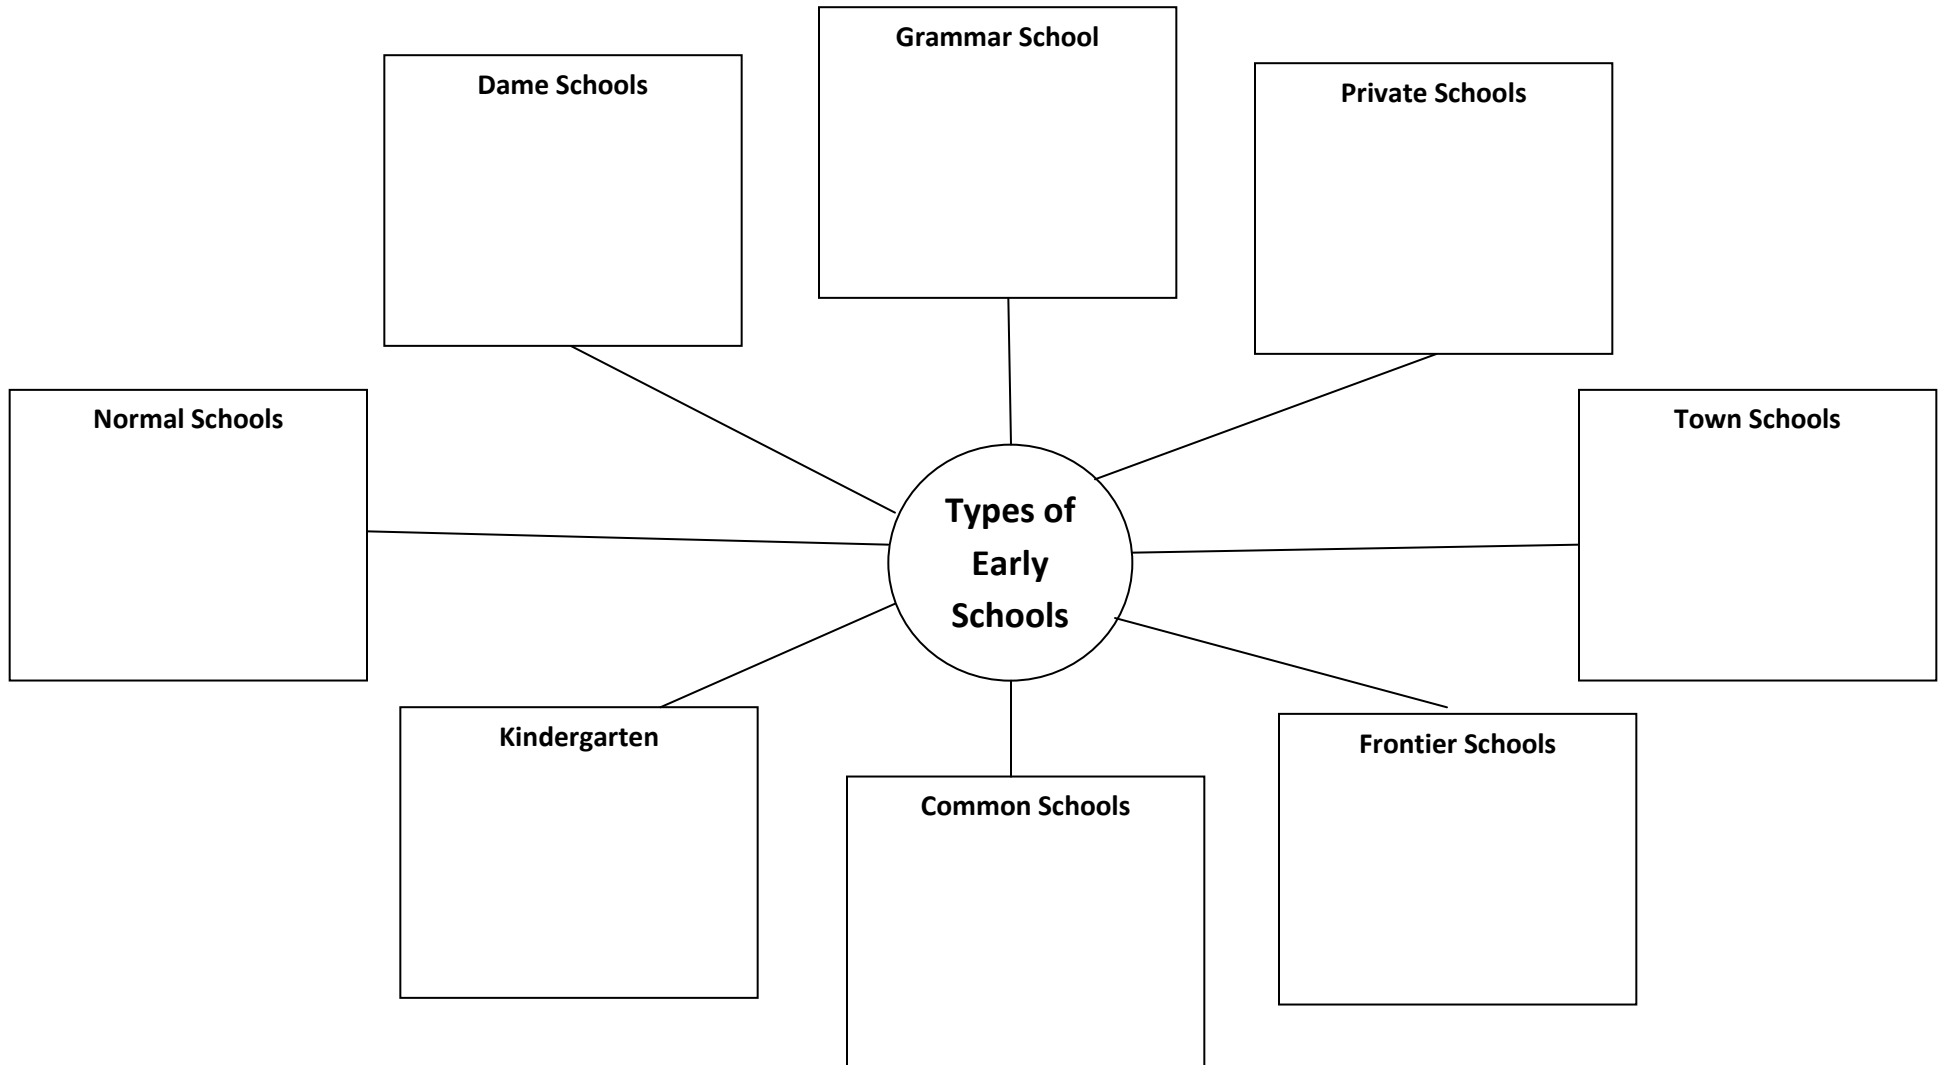 Grammar School
Dame Schools
Private Schools
Normal Schools
Town Schools
Types of
Early
Schools
Kindergarten
Frontier Schools
Common Schools